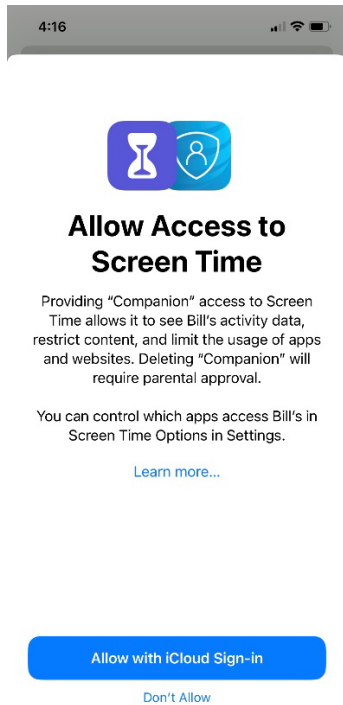 4:16
Allow Access to
Screen Time
Providing “Companion” access to Screen
Time allows it to see Bill’s activity data,
restrict content, and limit the usage of apps
and websites. Deleting “Companion” will
require parental approval.
You can control which apps access Bill’s in
Screen Time Options in Settings.
Learn more...
Allow with iCloud Sign-in
Don’t Allow